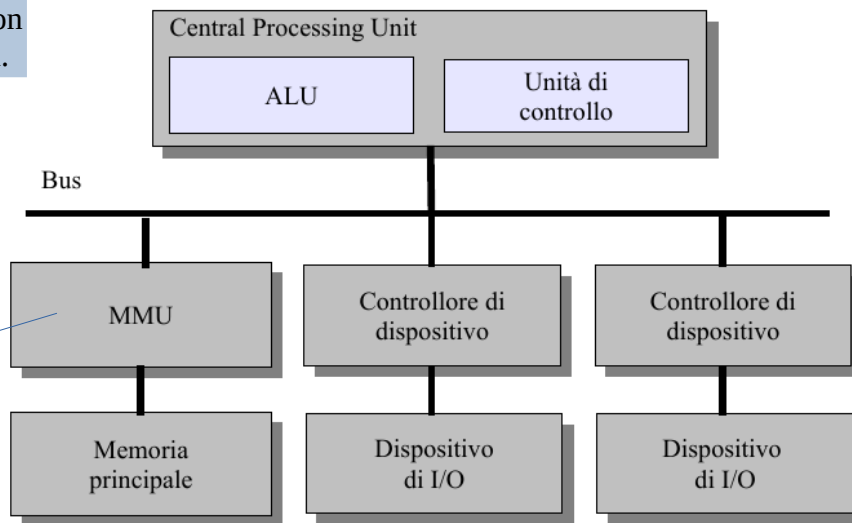 Central Processing Unit
ALU
Unità di
controllo
Bus
MMU
Controllore di
dispositivo
Controllore di
dispositivo
Memoria
principale
Dispositivo
di I/O
Dispositivo
di I/O